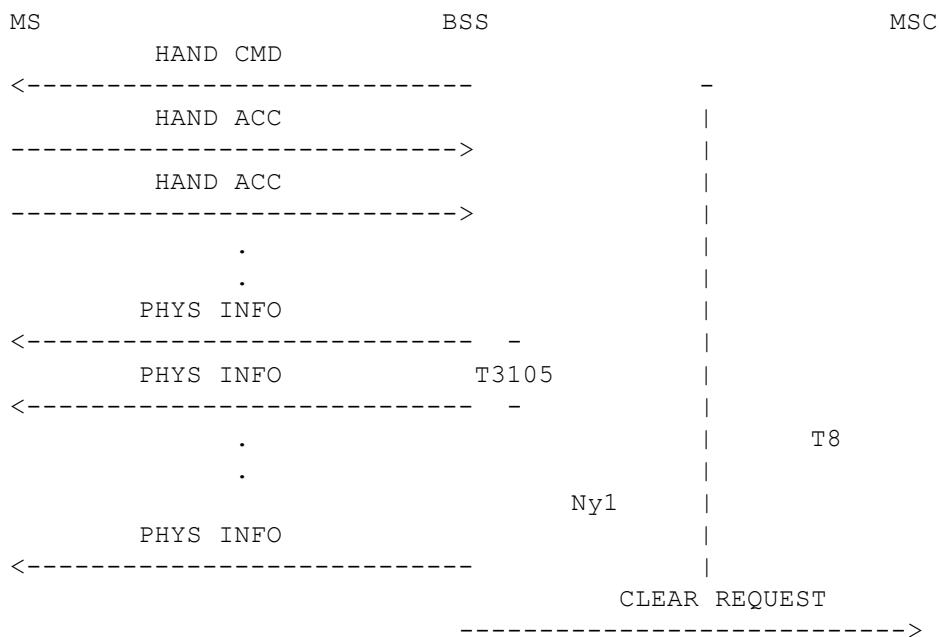 MS BSS MSC
HAND CMD
HAND ACC
HAND ACC
PHYS INFO
PHYS INFO T3105
T8
Ny1
PHYS INFO
CLEAR REQUEST